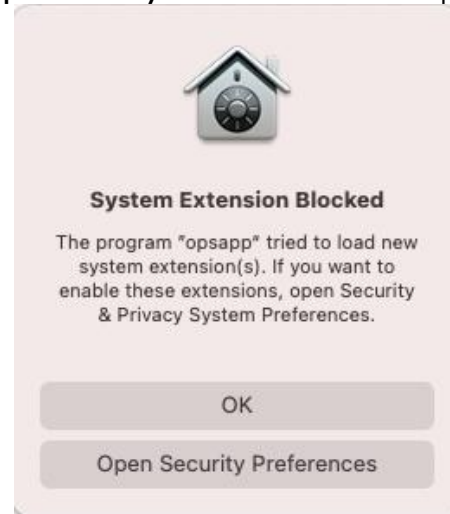 System Extension Blocked
The program "opsapp" tried to load new
system extension(s). If you want to
enable these extensions, open Security
& Privacy System Preferences.
OK
Open Security Preferences